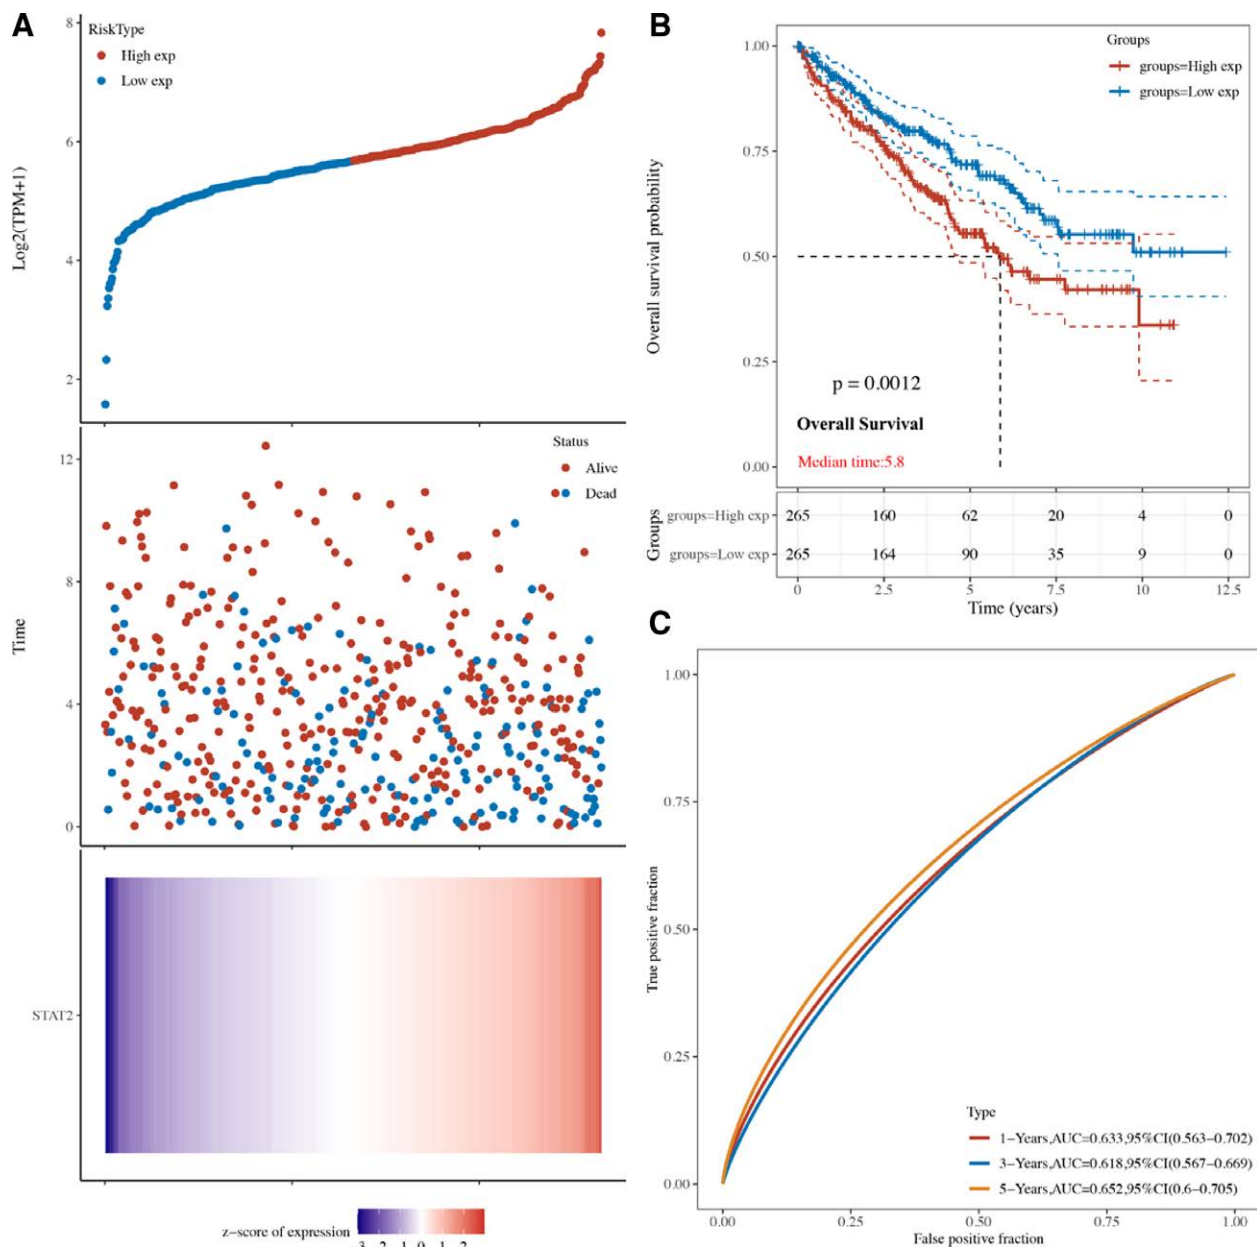 A
RiskType
High exp
Low exp
Log2(TPM+1)
8
6
4
2
Status
Alive
Dead
Time
12
8
4
0
STAT2
z-score of expression
-3 -2 -1 0 1 2
B
Groups
groups=High exp
groups=Low exp
Overall survival probability
1.00
0.75
0.50
0.25
0.00
p = 0.0012
Overall Survival
Median time:5.8
Groups
groups=High exp 265 160 62 20 4 0
groups=Low exp 265 164 90 35 9 0
0 2.5 5 7.5 10 12.5
Time (years)
C
True positive fraction
1.00
0.75
0.50
0.25
0.00
Type
1-Years,AUC=0.633,95%CI(0.563-0.702)
3-Years,AUC=0.618,95%CI(0.567-0.669)
5-Years,AUC=0.652,95%CI(0.6-0.705)
0.00 0.25 0.50 0.75 1.00
False positive fraction